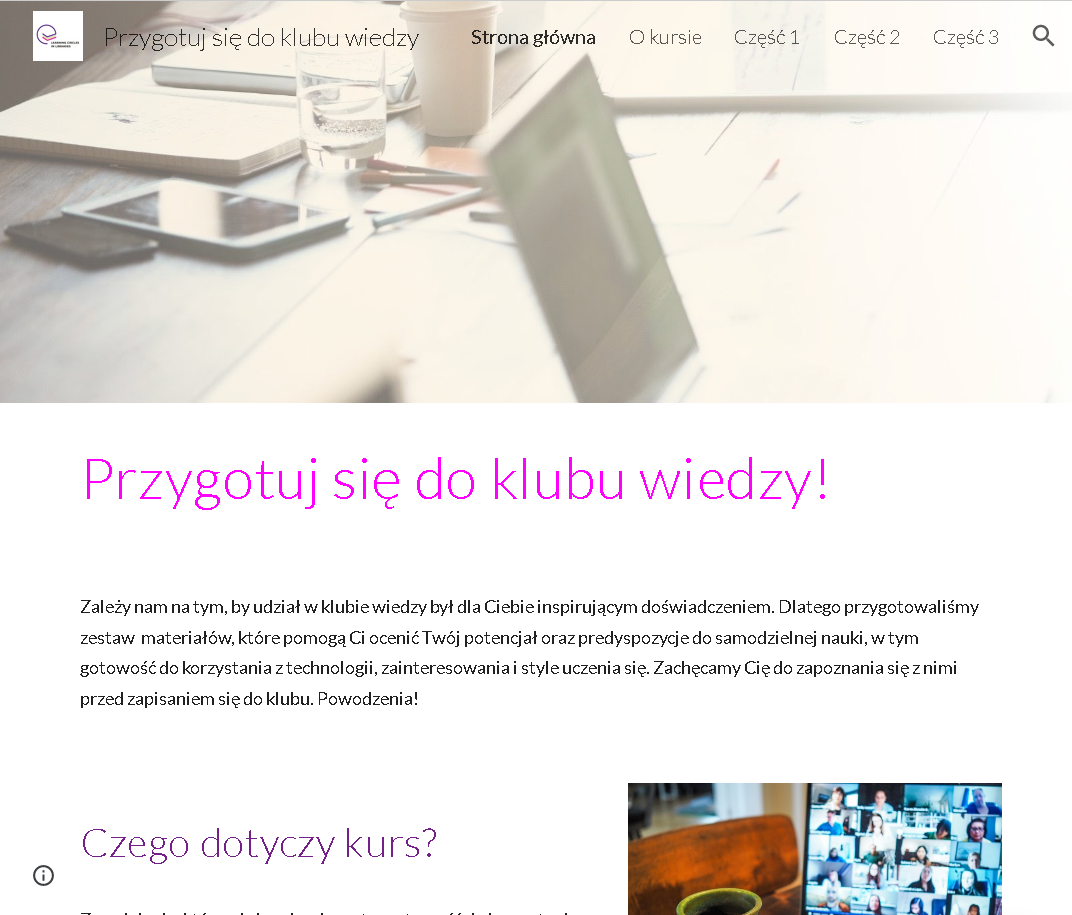 LEARNING CIRCLES
IN LIBRARIES
Przygotuj się do klubu wiedzy
Strona główna
O kursie
Część 1
Część 2
Część 3
Przygotuj się do klubu wiedzy!
Zależy nam na tym, by udział w klubie wiedzy był dla Ciebie inspirującym doświadczeniem. Dlatego przygotowaliśmy
zestaw materiałów, które pomogą Ci ocenić Twój potencjał oraz predyspozycje do samodzielnej nauki, w tym
gotowość do korzystania z technologii, zainteresowania i style uczenia się. Zachęcamy Cię do zapoznania się z nimi
przed zapisaniem się do klubu. Powodzenia!
Czego dotyczy kurs?